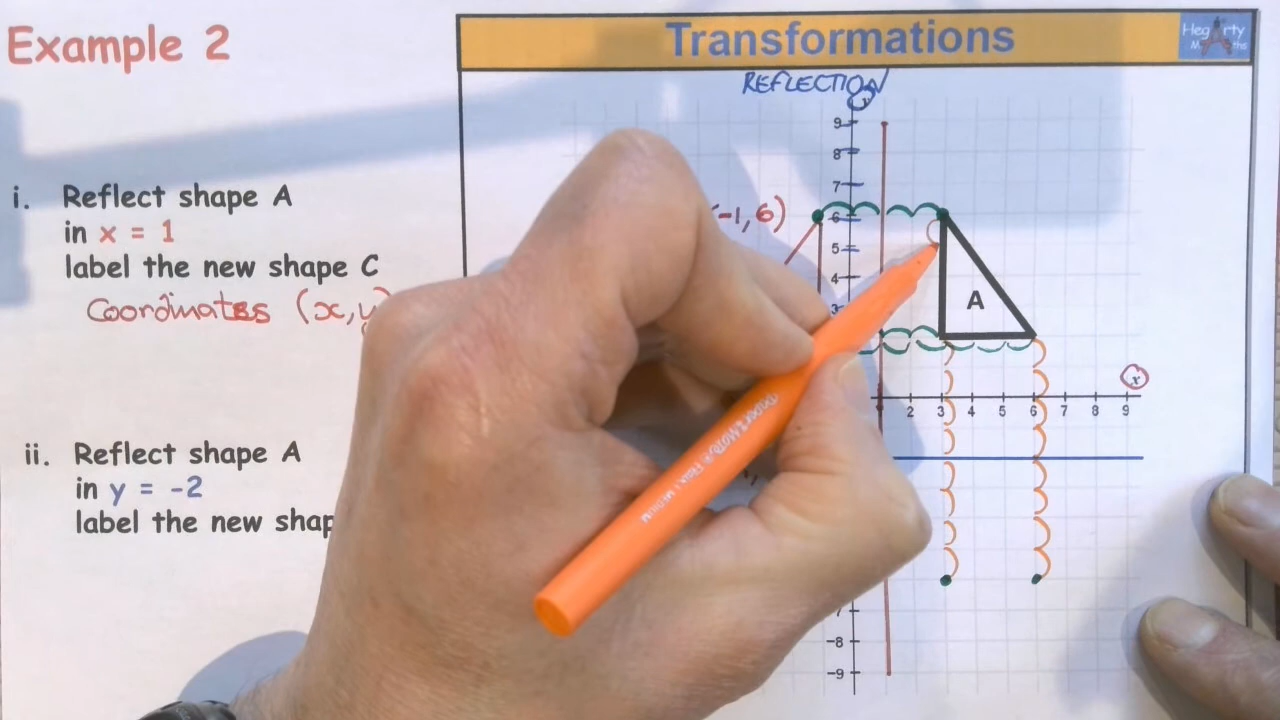 Example 2
Transformations
Hegarty
Maths
REFLECTION
y
i. Reflect shape A
in x = 1
label the new shape C
Coordinates (x,y
ii. Reflect shape A
in y = -2
label the new shap
9
8
7
6
5
4
3
-1, 6)
A
x
2 3 4 5 6 7 8 9
-8
-9